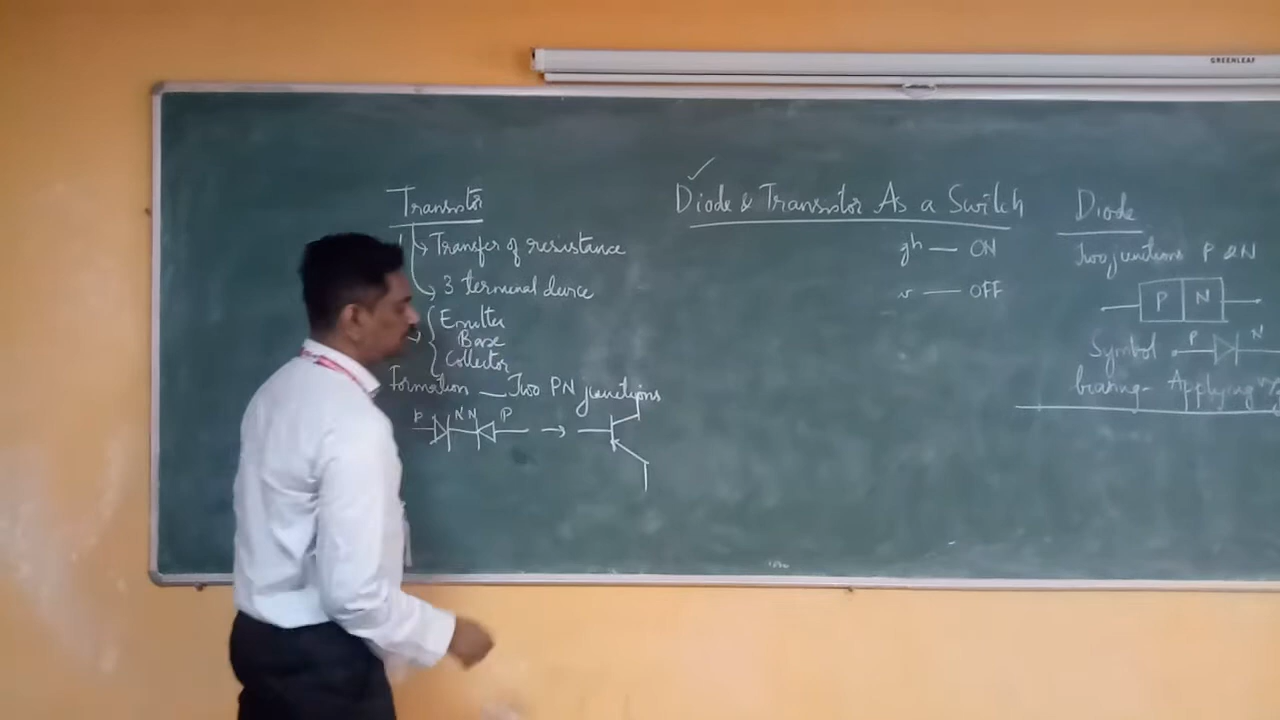 GREENLEAF
Transistor
Transfer of resistance
3 terminal device
Emitter
Base
Collector
Formation — Two PN junctions
P N N P
Diode & Transistor As a Switch
— ON
— OFF
Diode
Two junctions P & N
P N
Symbol P N
biasing - Applying